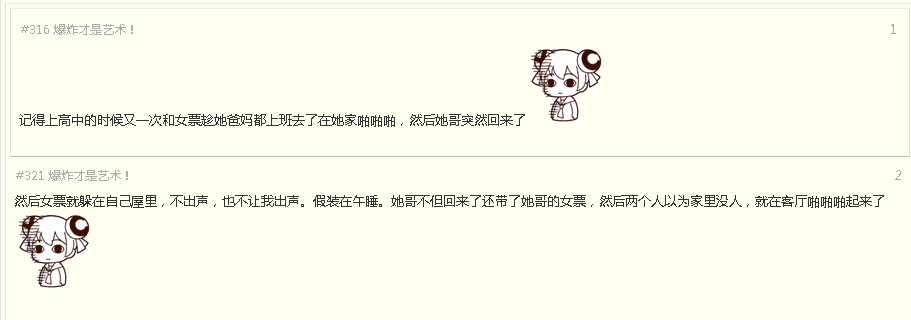 #316 爆炸才是艺术！ 1
记得上高中的时候又一次和女票趁她爸妈都上班去了在她家啪啪啪，然后她哥突然回来了
#321 爆炸才是艺术！ 2
然后女票就躲在自己屋里，不出声，也不让我出声。假装在午睡。她哥不但回来了还带了她哥的女票，然后两个人以为家里没人，就在客厅啪啪啪起来了